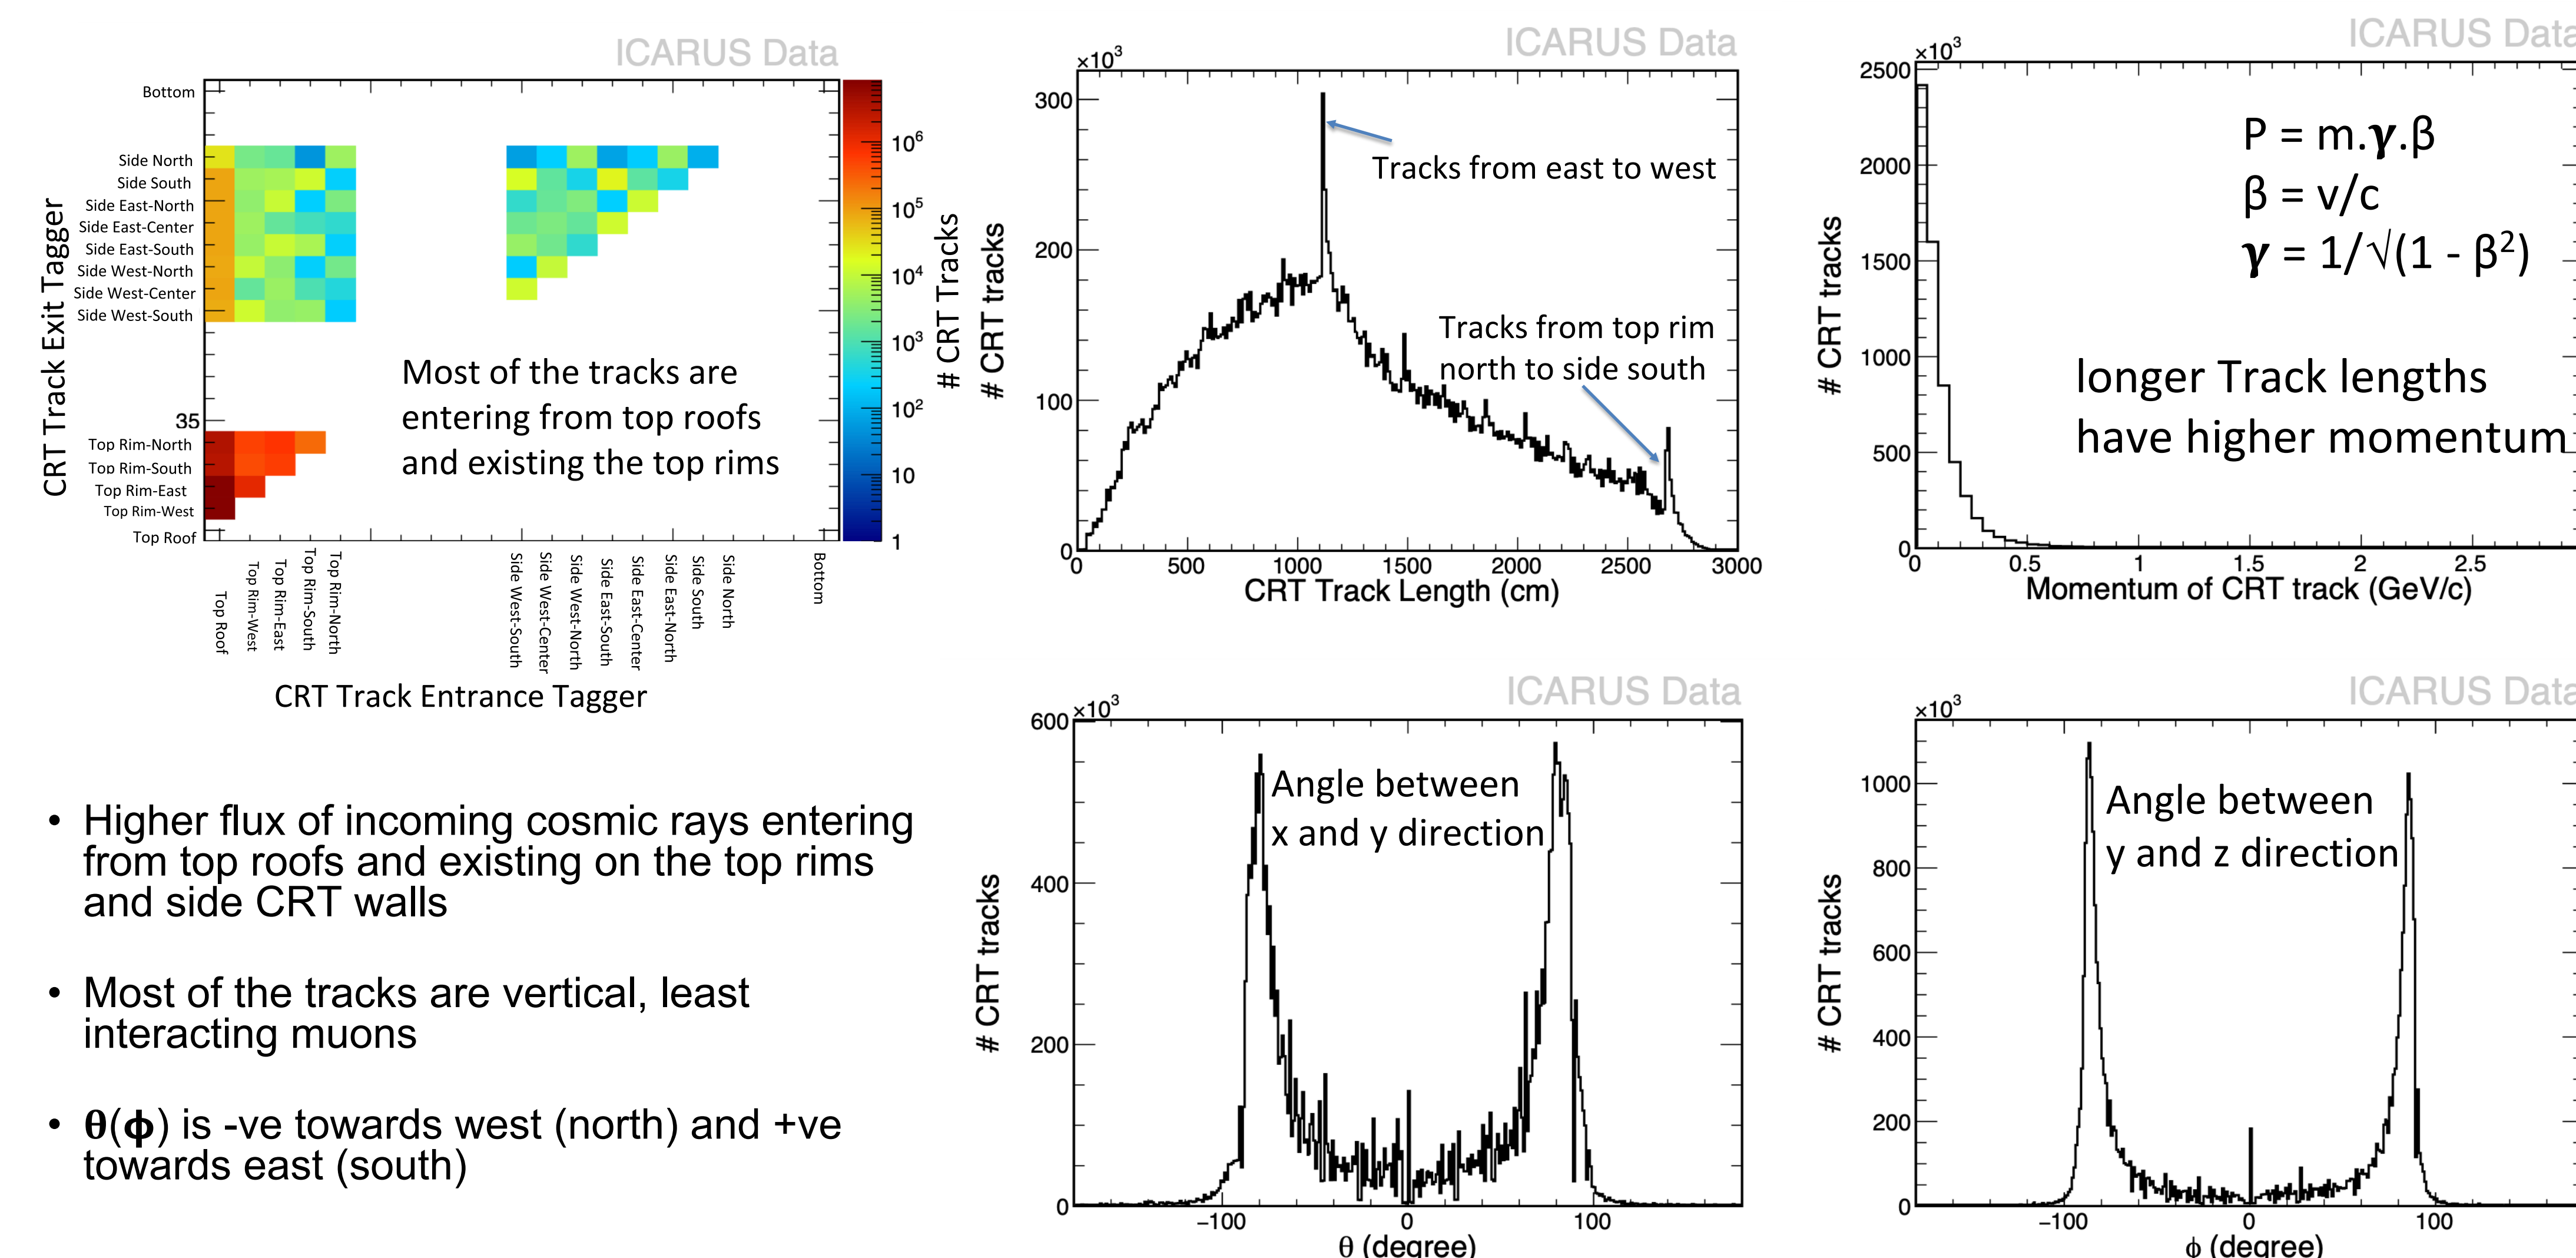 ICARUS Data
Bottom
Side North
Side South
Side East-North
Side East-Center
Side East-South
Side West-North
Side West-Center
Side West-South
35
Top Rim-North
Top Rim-South
Top Rim-East
Top Rim-West
Top Roof
CRT Track Exit Tagger
Most of the tracks are
entering from top roofs
and existing the top rims
10⁶
10⁵
10⁴
10³
10²
10
1
# CRT Tracks
Top Roof
Top Rim-West
Top Rim-East
Top Rim-South
Top Rim-North
Side West-South
Side West-Center
Side West-North
Side East-South
Side East-Center
Side East-North
Side South
Side North
Bottom
CRT Track Entrance Tagger
ICARUS Data
×10³
300
200
100
0
# CRT tracks
Tracks from east to west
Tracks from top rim
north to side south
0 500 1000 1500 2000 2500 3000
CRT Track Length (cm)
ICARUS Data
×10³
2500
2000
1500
1000
500
0
# CRT tracks
P = m.γ.β
β = v/c
γ = 1/√(1 - β²)
longer Track lengths
have higher momentum
0 0.5 1 1.5 2 2.5
Momentum of CRT track (GeV/c)
• Higher flux of incoming cosmic rays entering
from top roofs and existing on the top rims
and side CRT walls
• Most of the tracks are vertical, least
interacting muons
• θ(ϕ) is -ve towards west (north) and +ve
towards east (south)
ICARUS Data
×10³
600
400
200
0
# CRT tracks
Angle between
x and y direction
−100 0 100
θ (degree)
ICARUS Data
×10³
1000
800
600
400
200
0
# CRT tracks
Angle between
y and z direction
−100 0 100
ϕ (degree)